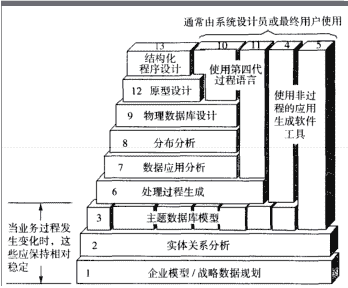 通常由系统设计员或最终用户使用
13
10
11
4
5
结构化
程序设计
使用第四代
过程语言
使用非过
程的应用
生成软件
工具
12 原型设计
9 物理数据库设计
8 分布分析
7 数据应用分析
6 处理过程生成
3 主题数据库模型
2 实体关系分析
1 企业模型/战略数据规划
当业务过程发
生变化时，这
些应保持相对
稳定